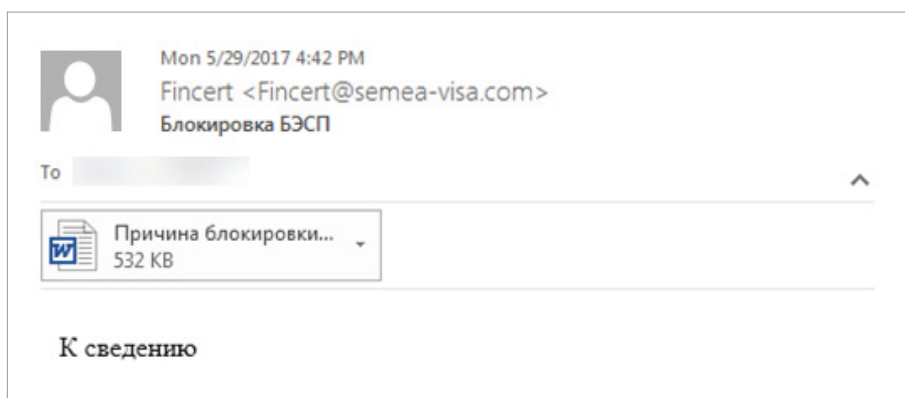 Mon 5/29/2017 4:42 PM
Fincert <Fincert@semea-visa.com>
Блокировка БЭСП
To
Причина блокировки...
532 KB
К сведению